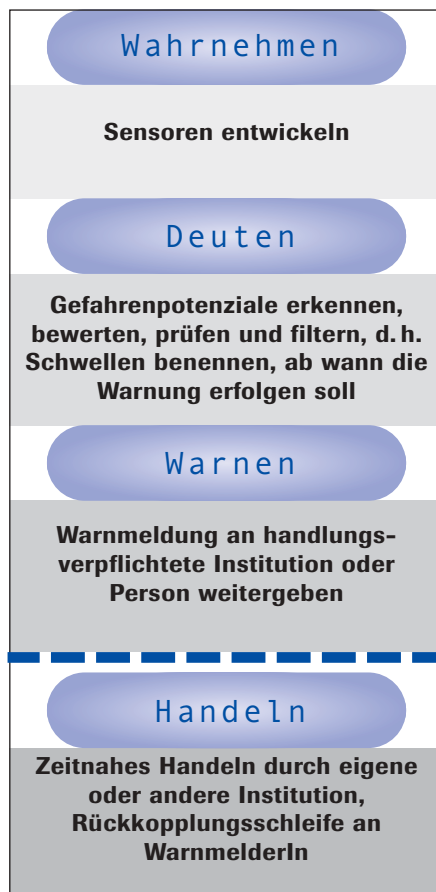 Wahrnehmen
Sensoren entwickeln
Deuten
Gefahrenpotenziale erkennen,
bewerten, prüfen und filtern, d. h.
Schwellen benennen, ab wann die
Warnung erfolgen soll
Warnen
Warnmeldung an handlungs-
verpflichtete Institution oder
Person weitergeben
Handeln
Zeitnahes Handeln durch eigene
oder andere Institution,
Rückkopplungsschleife an
WarnmelderIn